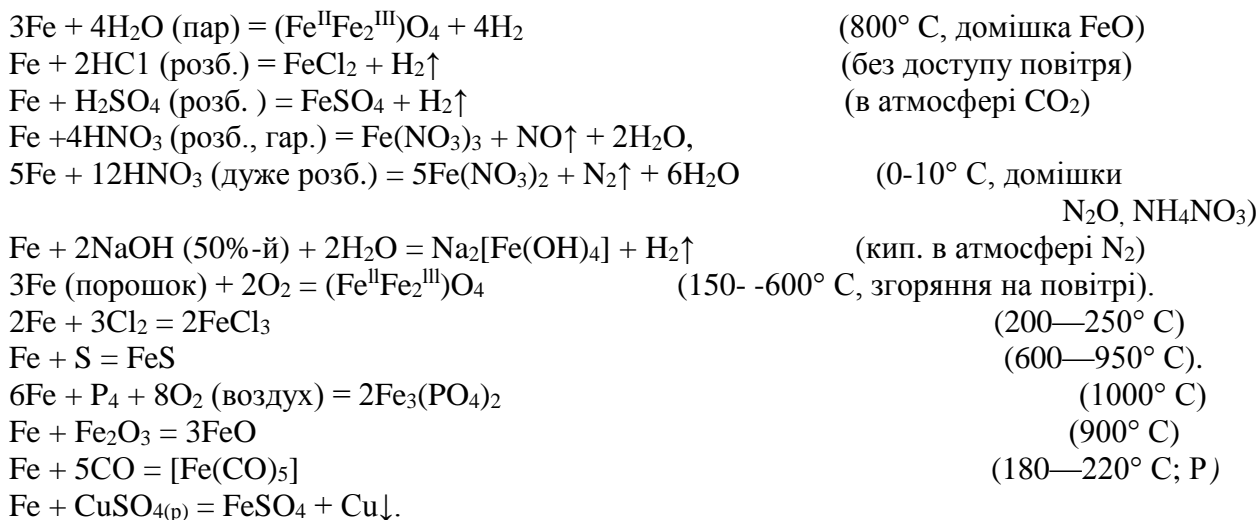 3Fe + 4H₂O (пар) = (Fe^II Fe₂^III)O₄ + 4H₂ (800° C, домішка FeO)
Fe + 2HC1 (розб.) = FeCl₂ + H₂↑ (без доступу повітря)
Fe + H₂SO₄ (розб. ) = FeSO₄ + H₂↑ (в атмосфері CO₂)
Fe +4HNO₃ (розб., гар.) = Fe(NO₃)₃ + NO↑ + 2H₂O,
5Fe + 12HNO₃ (дуже розб.) = 5Fe(NO₃)₂ + N₂↑ + 6H₂O (0-10° C, домішки
N₂O, NH₄NO₃)
Fe + 2NaOH (50%-й) + 2H₂O = Na₂[Fe(OH)₄] + H₂↑ (кип. в атмосфері N₂)
3Fe (порошок) + 2O₂ = (Fe^II Fe₂^III)O₄ (150- -600° C, згоряння на повітрі).
2Fe + 3Cl₂ = 2FeCl₃ (200—250° C)
Fe + S = FeS (600—950° C).
6Fe + P₄ + 8O₂ (воздух) = 2Fe₃(PO₄)₂ (1000° C)
Fe + Fe₂O₃ = 3FeO (900° C)
Fe + 5CO = [Fe(CO)₅] (180—220° C; P)
Fe + CuSO₄₍ₚ₎ = FeSO₄ + Cu↓.